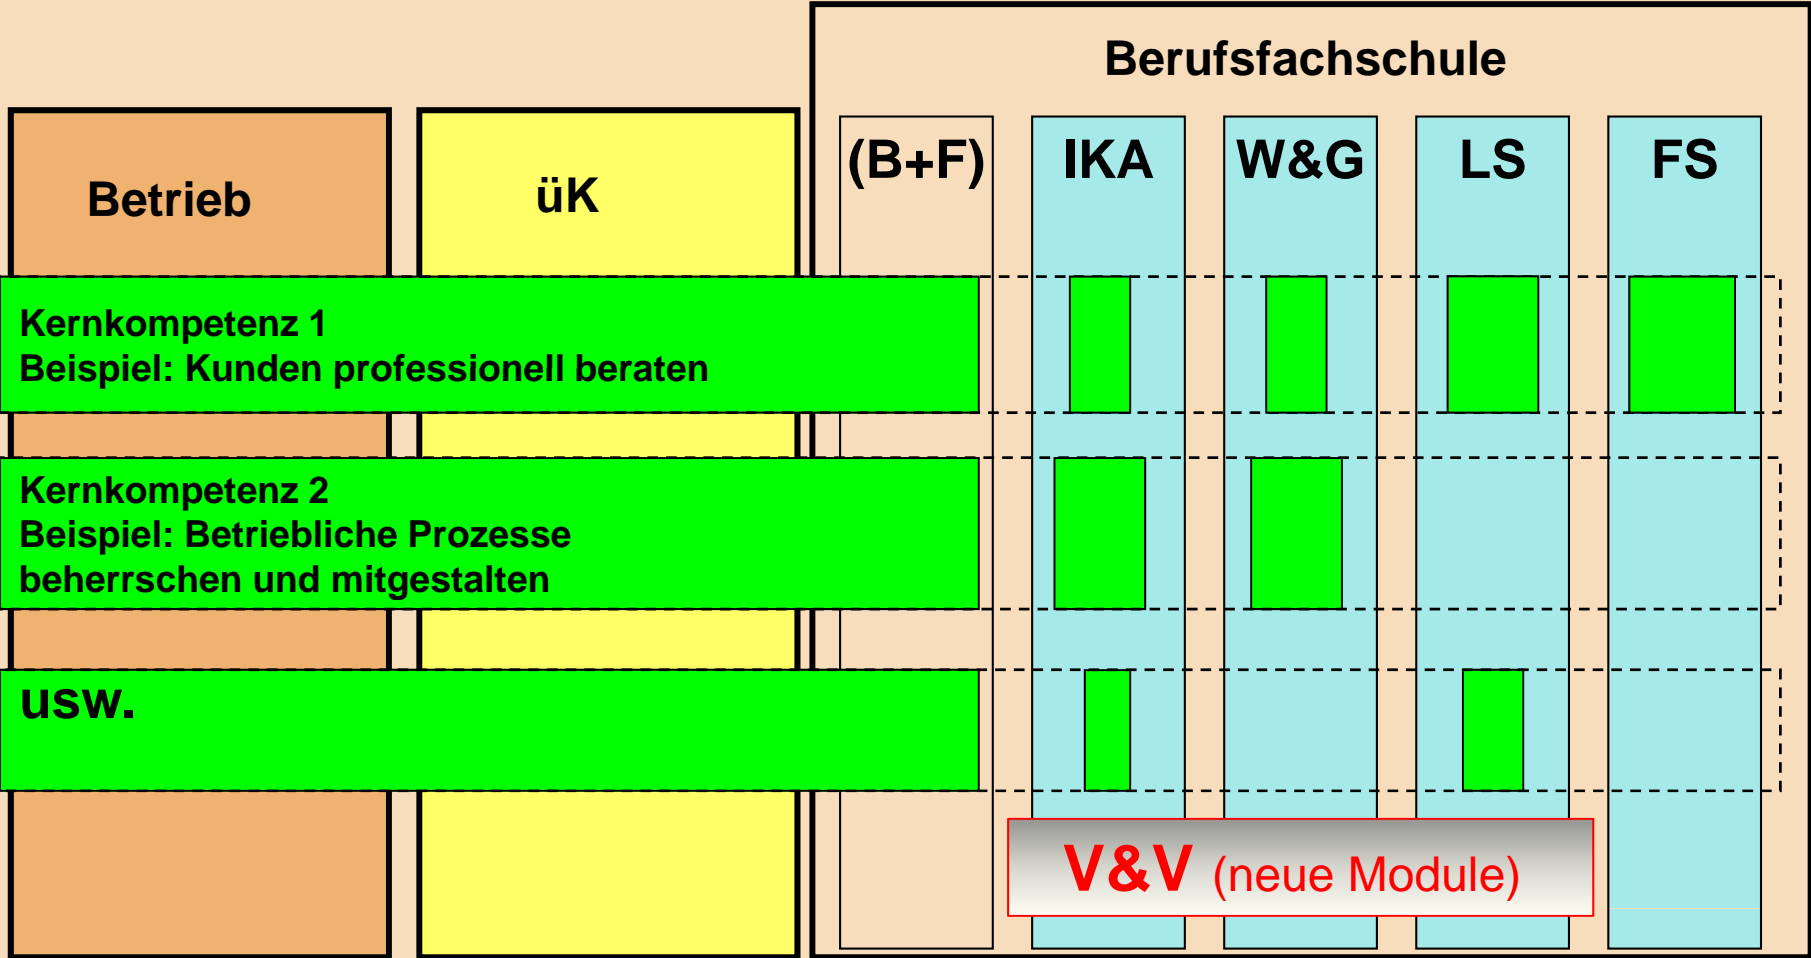 Berufsfachschule
Betrieb
üK
(B+F)
IKA
W&G
LS
FS
Kernkompetenz 1
Beispiel: Kunden professionell beraten
Kernkompetenz 2
Beispiel: Betriebliche Prozesse
beherrschen und mitgestalten
usw.
V&V (neue Module)